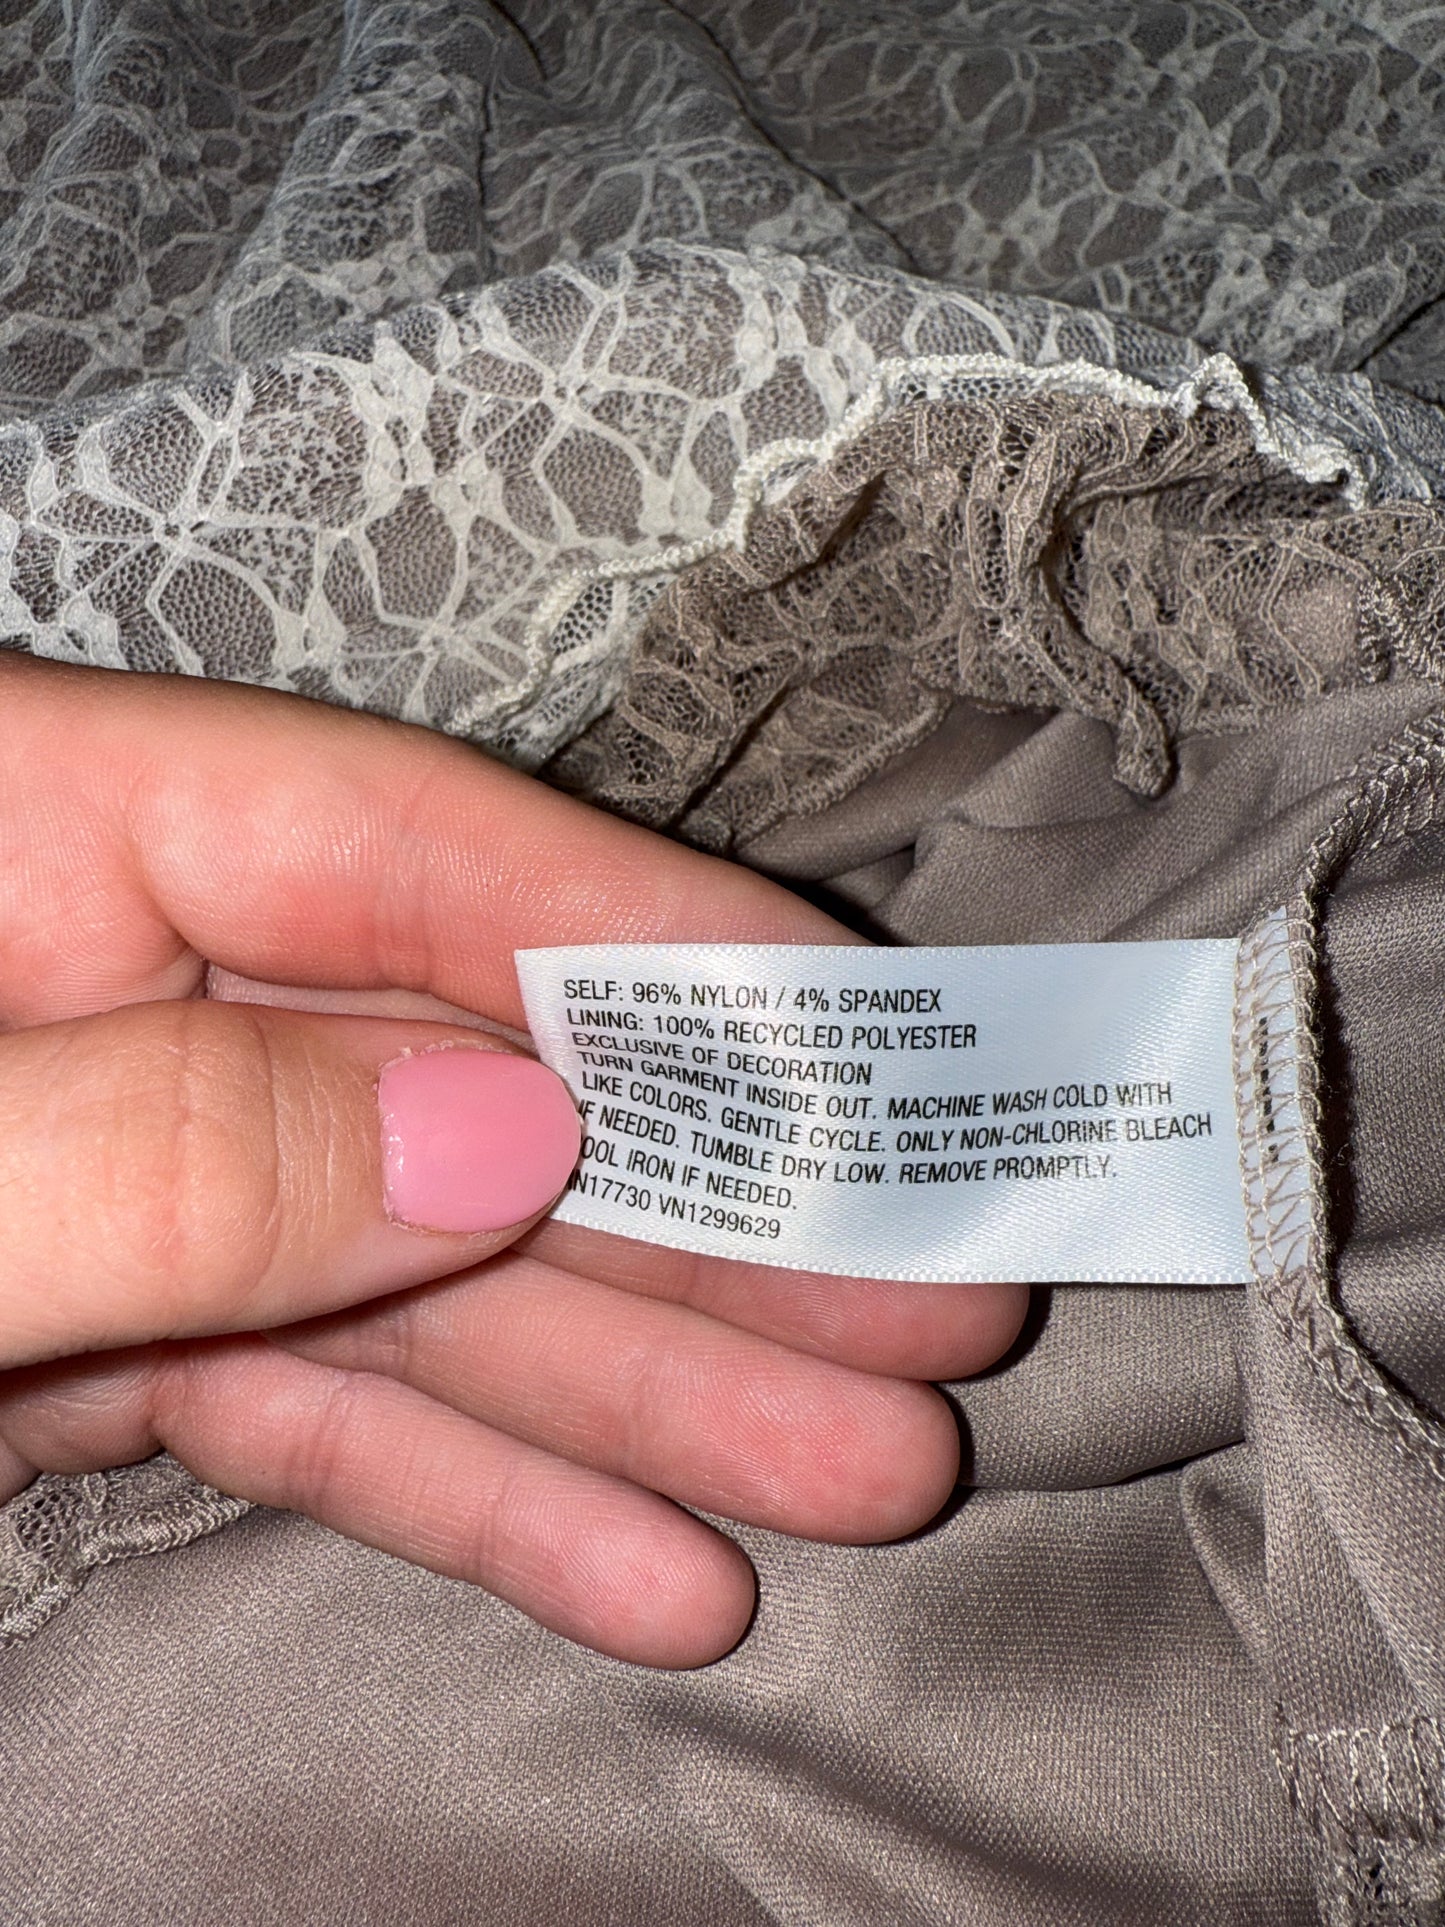 SELF: 96% NYLON / 4% SPANDEX
LINING: 100% RECYCLED POLYESTER
EXCLUSIVE OF DECORATION
TURN GARMENT INSIDE OUT. MACHINE WASH COLD WITH
LIKE COLORS. GENTLE CYCLE. ONLY NON-CHLORINE BLEACH
IF NEEDED. TUMBLE DRY LOW. REMOVE PROMPTLY.
OOL IRON IF NEEDED.
N17730 VN1299629